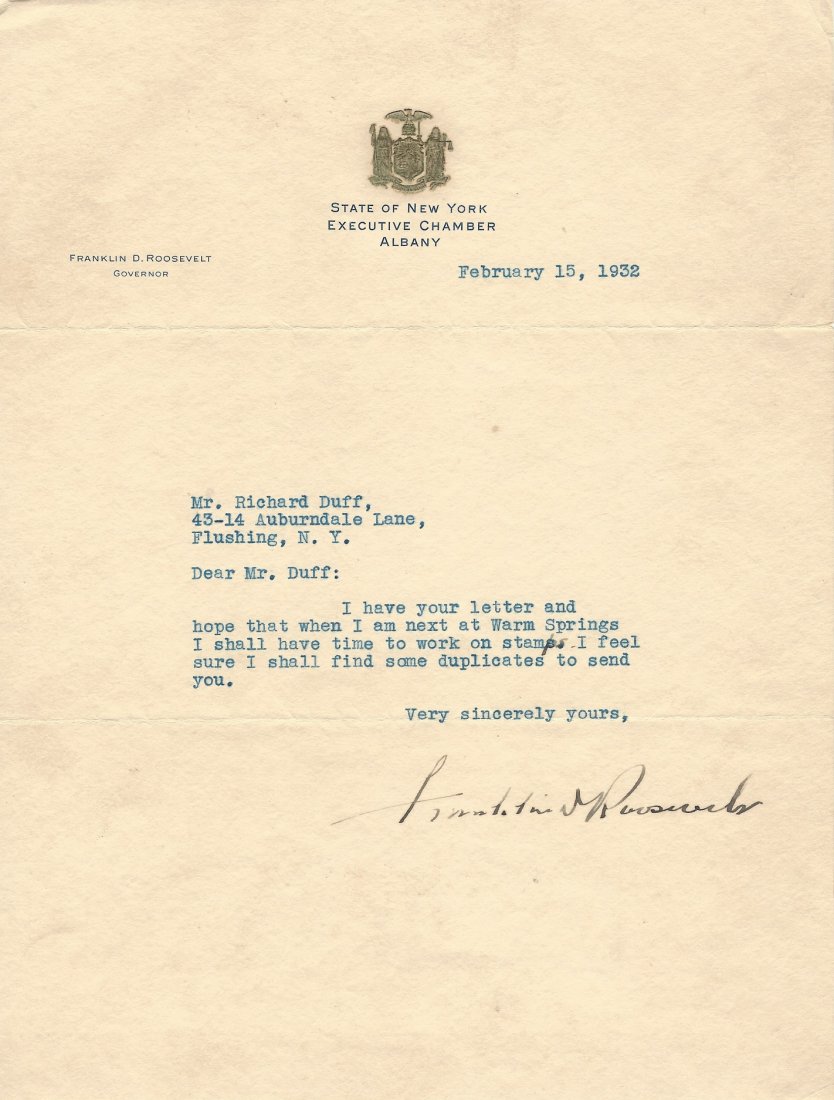 STATE OF NEW YORK
EXECUTIVE CHAMBER
ALBANY
FRANKLIN D. ROOSEVELT
GOVERNOR
February 15, 1932
Mr. Richard Duff,
43-14 Auburndale Lane,
Flushing, N. Y.
Dear Mr. Duff:
I have your letter and
hope that when I am next at Warm Springs
I shall have time to work on stamps. I feel
sure I shall find some duplicates to send
you.
Very sincerely yours,
Franklin D Roosevelt